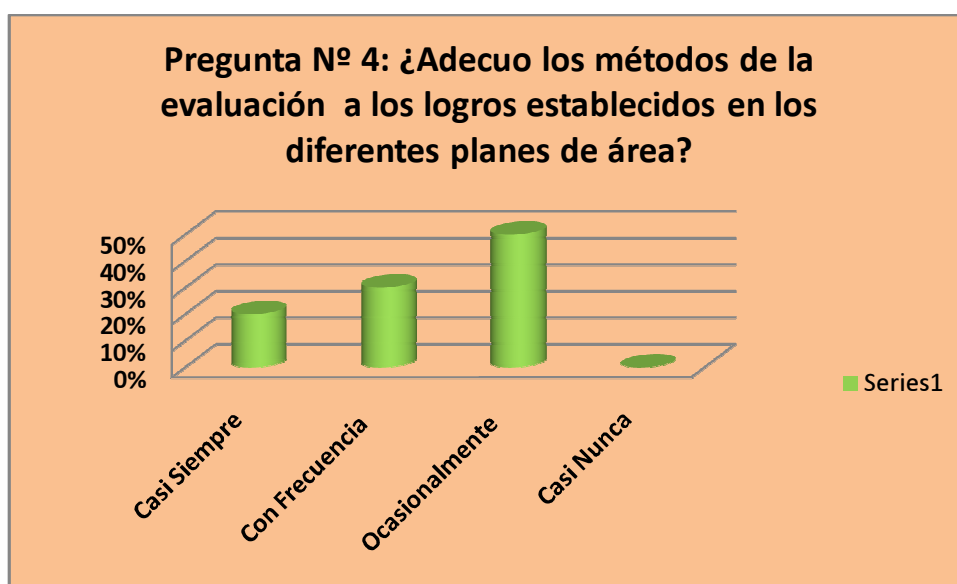 Pregunta Nº 4: ¿Adecuo los métodos de la
evaluación  a los logros establecidos en los
diferentes planes de área?
50%
40%
30%
20%
10%
0%
Casi Siempre
Con Frecuencia
Ocasionalmente
Casi Nunca
Series1